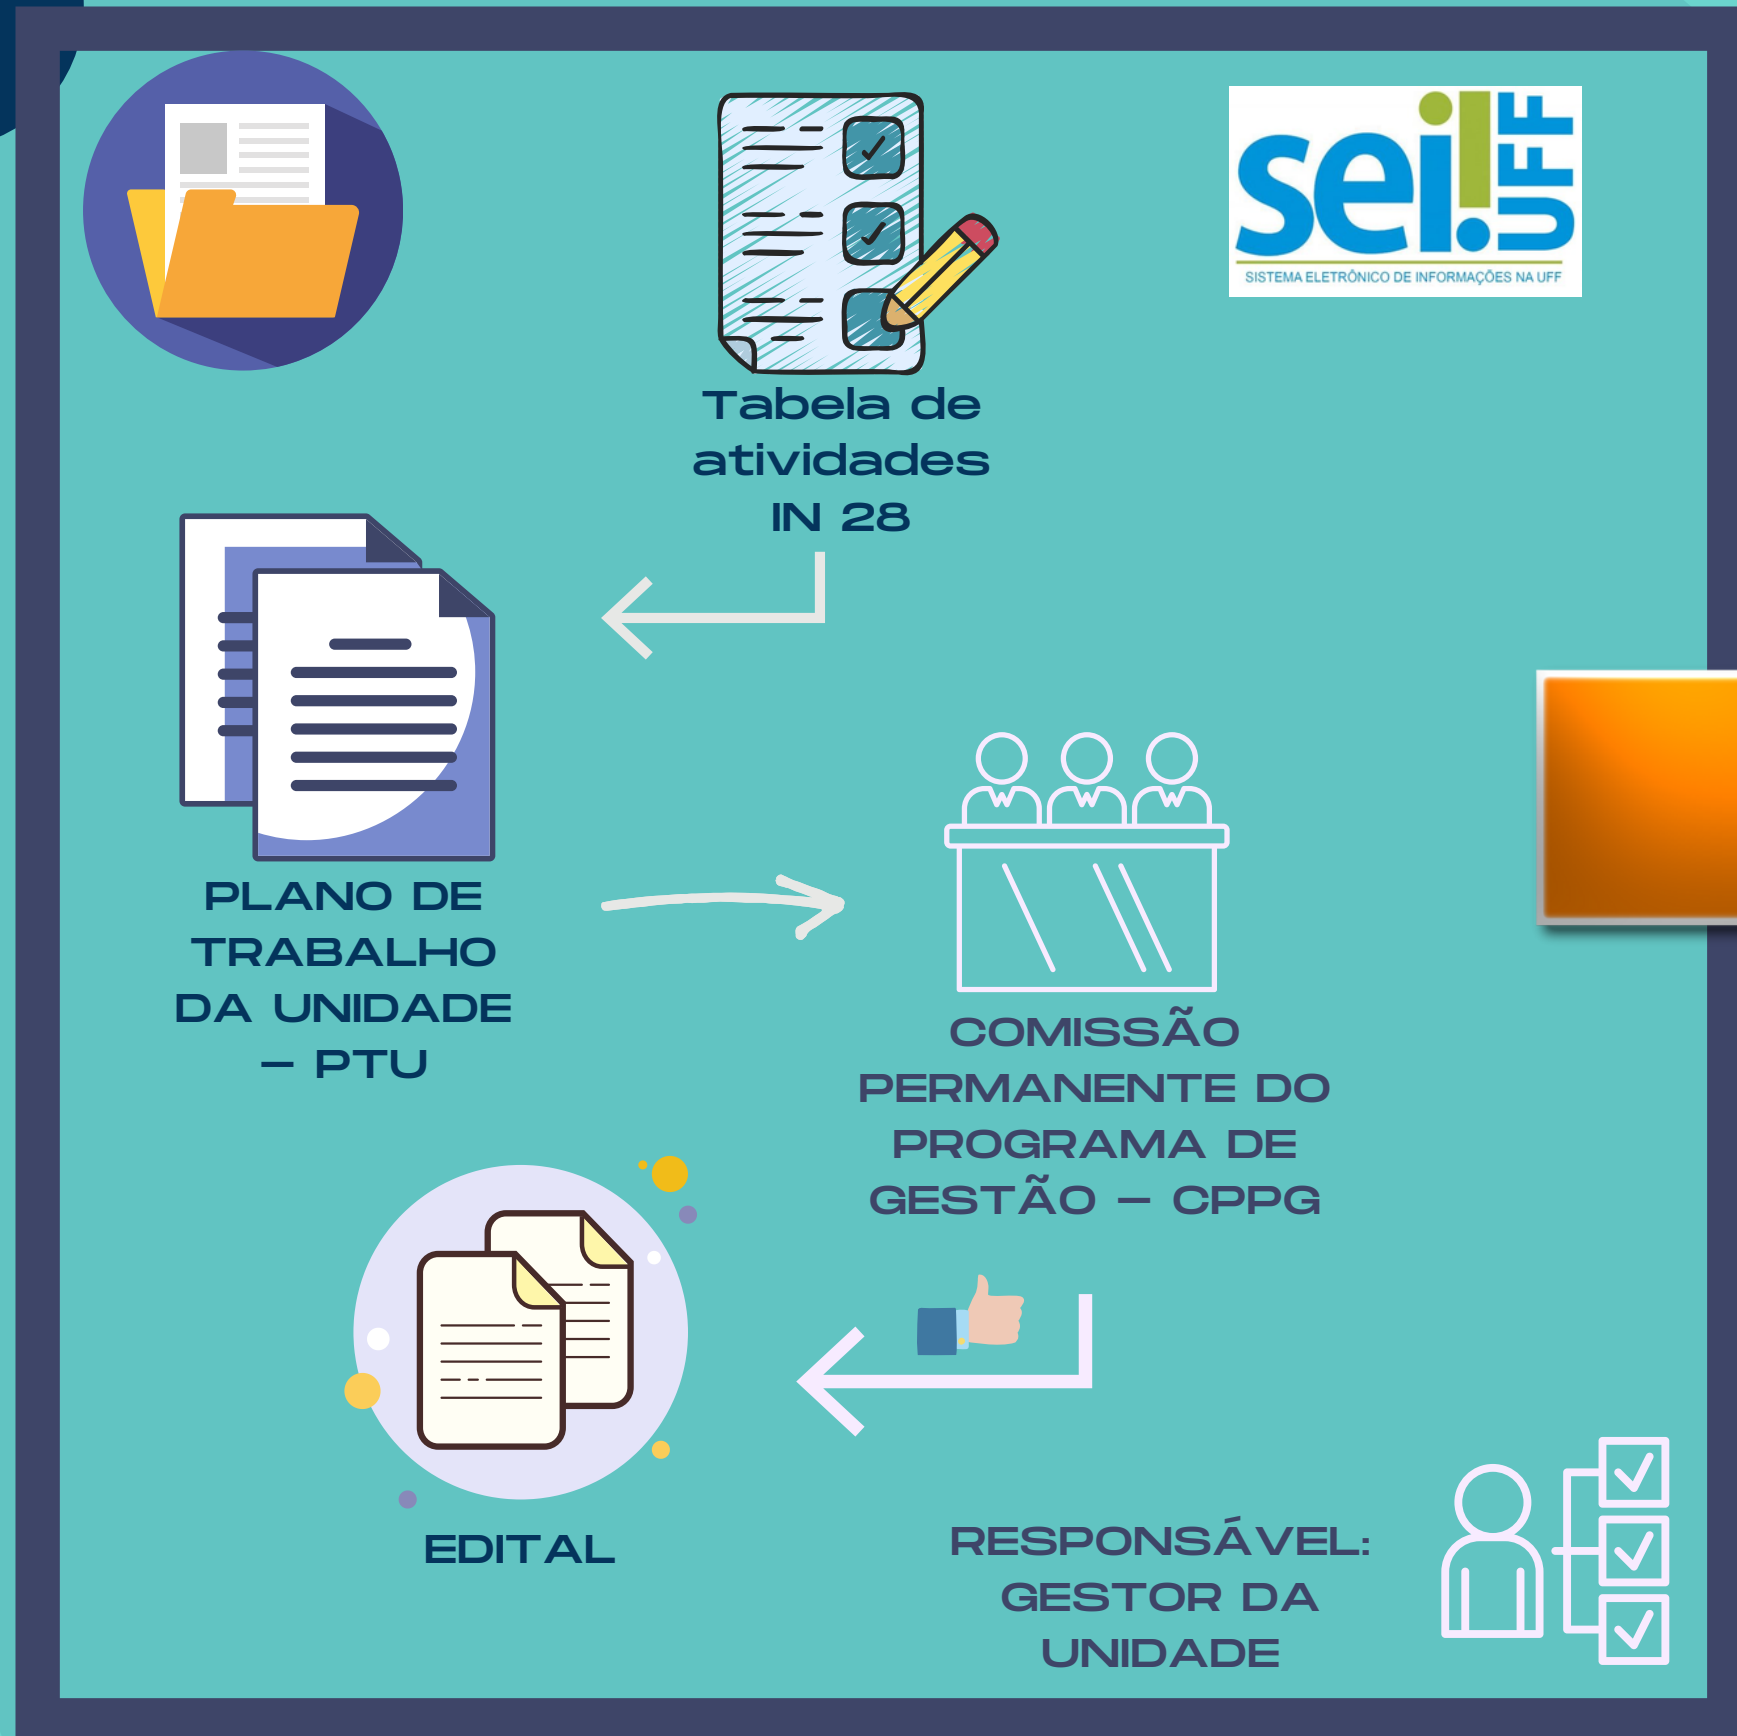 sei! UFF
SISTEMA ELETRÔNICO DE INFORMAÇÕES NA UFF
Tabela de
atividades
IN 28
PLANO DE
TRABALHO
DA UNIDADE
– PTU
COMISSÃO
PERMANENTE DO
PROGRAMA DE
GESTÃO – CPPG
EDITAL
RESPONSÁVEL:
GESTOR DA
UNIDADE